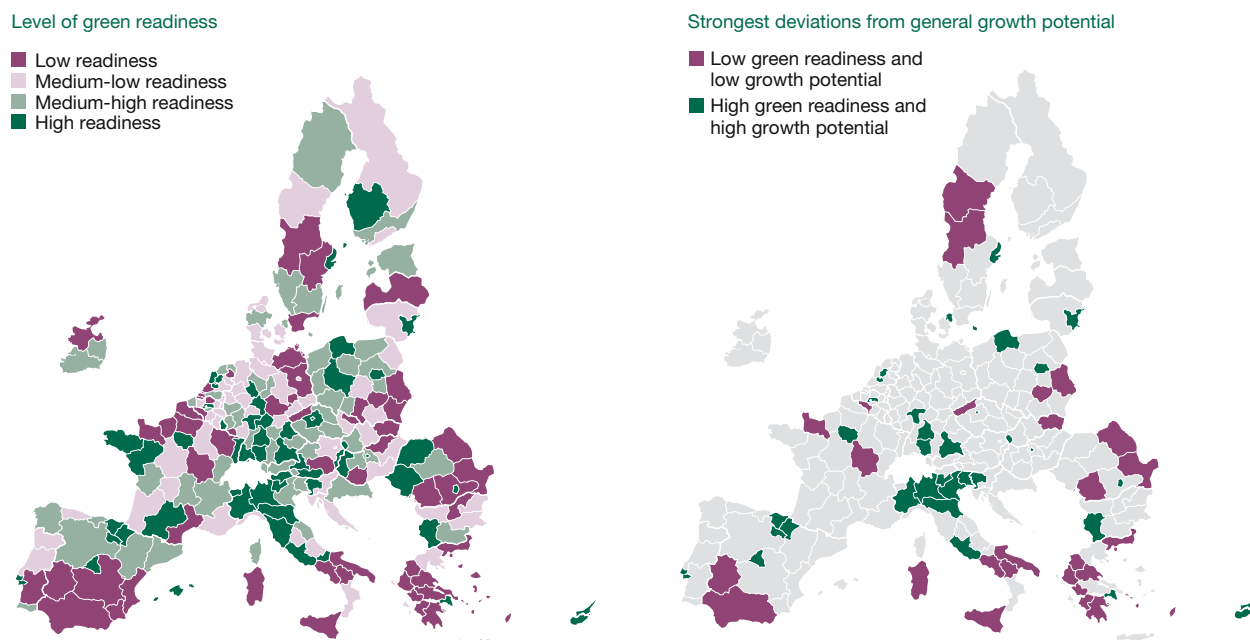 Level of green readiness
Low readiness
Medium-low readiness
Medium-high readiness
High readiness
Strongest deviations from general growth potential
Low green readiness and
low growth potential
High green readiness and
high growth potential